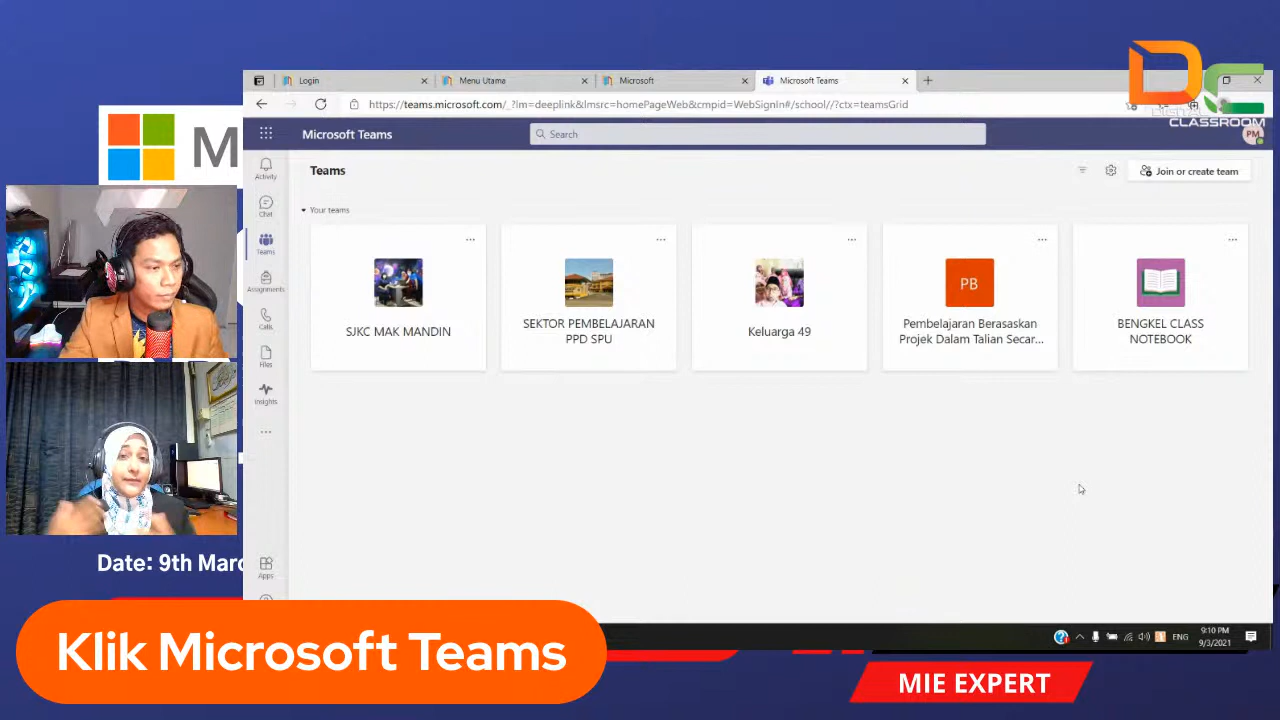 Login
Menu Utama
Microsoft
Microsoft Teams
https://teams.microsoft.com/_?lm=deeplink&lmsrc=homePageWeb&cmpid=WebSignIn#/school//?ctx=teamsGrid
DIGITAL
CLASSROOM
M
Microsoft Teams
Search
PM
Activity
Chat
Teams
Assignments
Calls
Files
Insights
Apps
Teams
Join or create team
Your teams
SJKC MAK MANDIN
SEKTOR PEMBELAJARAN
PPD SPU
Keluarga 49
PB
Pembelajaran Berasaskan
Projek Dalam Talian Secar...
BENGKEL CLASS
NOTEBOOK
Date: 9th Marc
Klik Microsoft Teams
ENG
9:10 PM
9/3/2021
MIE EXPERT